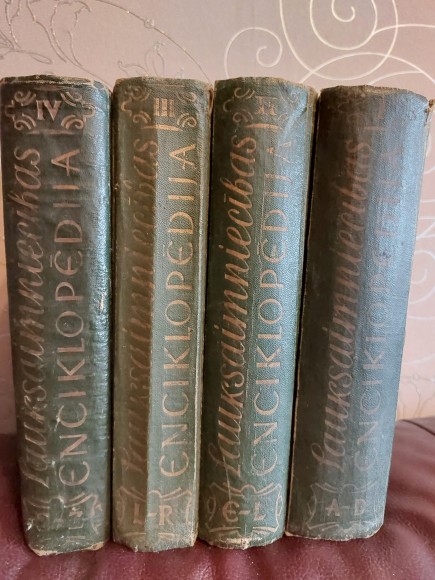 IV
Lauksaimniecības
ENCIKLOPĒDIJA
III
Lauksaimniecības
ENCIKLOPĒDIJA
L-R
II
Lauksaimniecības
ENCIKLOPĒDIJA
E-L
Lauksaimniecības
ENCIKLOPĒDIJA
A-D